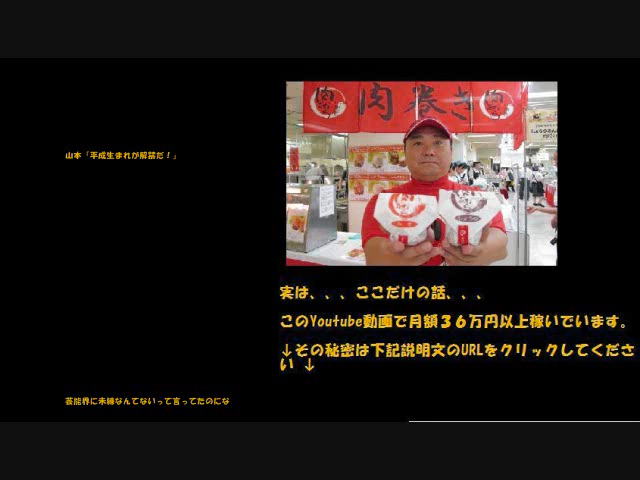 山本「平成生まれが解禁だ！」
肉巻き
実は、、、ここだけの話、、、
このYoutube動画で月額３６万円以上稼いでいます。
↓その秘密は下記説明文のURLをクリックしてくださ
い ↓
芸能界に未練なんてないって言ってたのにな